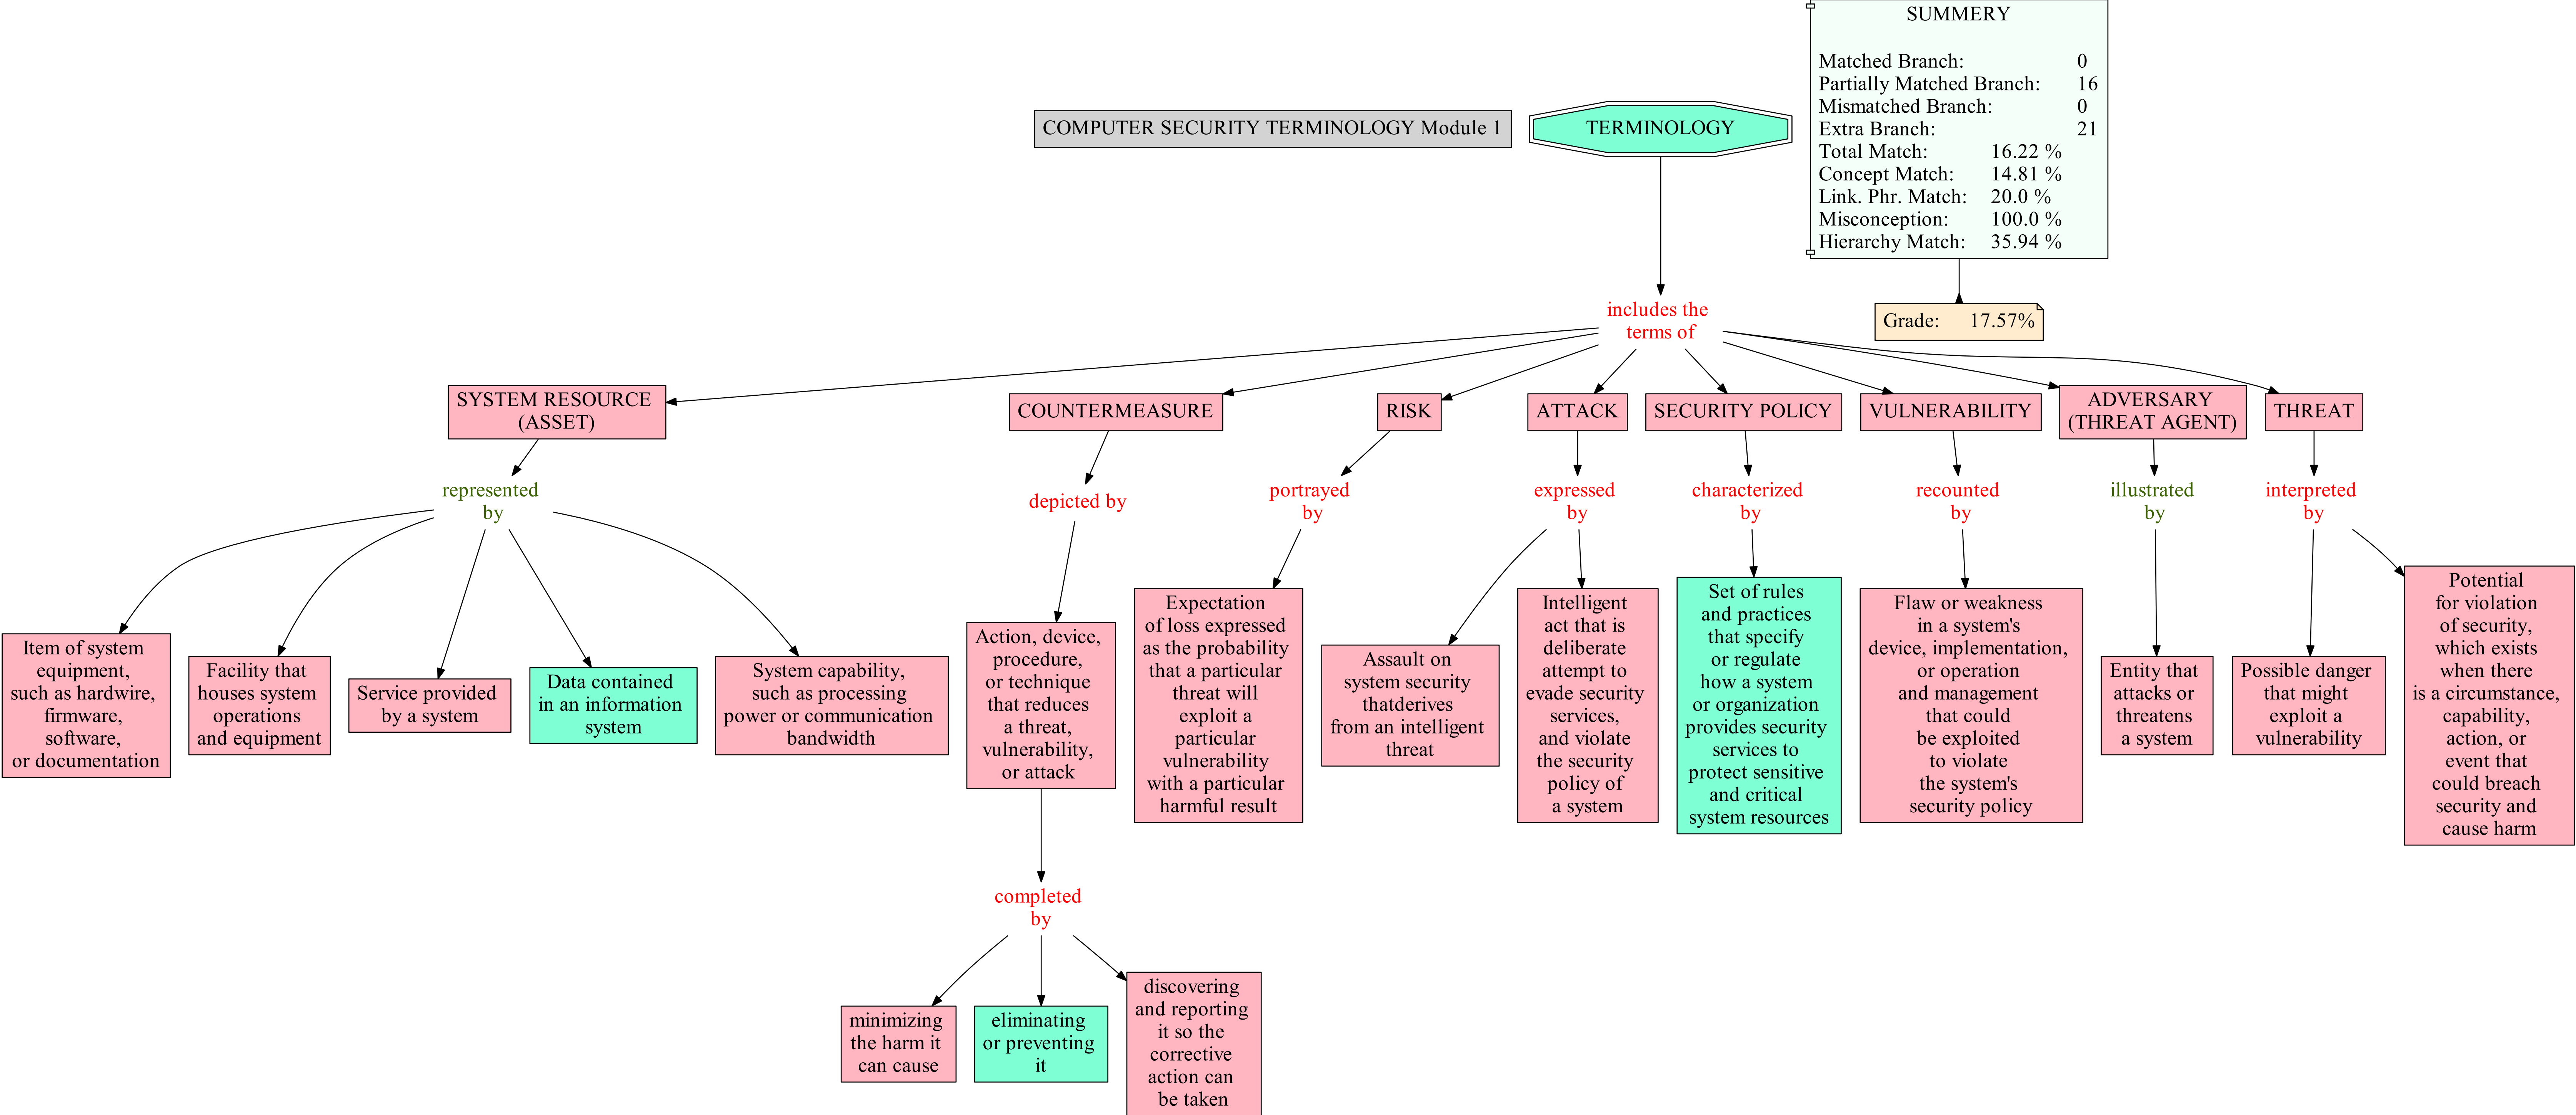 SUMMERY
Matched Branch: 0
Partially Matched Branch: 16
Mismatched Branch: 0
Extra Branch: 21
Total Match: 16.22 %
Concept Match: 14.81 %
Link. Phr. Match: 20.0 %
Misconception: 100.0 %
Hierarchy Match: 35.94 %
COMPUTER SECURITY TERMINOLOGY Module 1
TERMINOLOGY
Grade: 17.57%
includes the
terms of
SYSTEM RESOURCE
(ASSET)
COUNTERMEASURE
RISK
ATTACK
SECURITY POLICY
VULNERABILITY
ADVERSARY
(THREAT AGENT)
THREAT
represented
by
depicted by
portrayed
by
expressed
by
characterized
by
recounted
by
illustrated
by
interpreted
by
Item of system
equipment,
such as hardwire,
firmware,
software,
or documentation
Facility that
houses system
operations
and equipment
Service provided
by a system
Data contained
in an information
system
System capability,
such as processing
power or communication
bandwidth
Action, device,
procedure,
or technique
that reduces
a threat,
vulnerability,
or attack
Expectation
of loss expressed
as the probability
that a particular
threat will
exploit a
particular
vulnerability
with a particular
harmful result
Assault on
system security
thatderives
from an intelligent
threat
Intelligent
act that is
deliberate
attempt to
evade security
services,
and violate
the security
policy of
a system
Set of rules
and practices
that specify
or regulate
how a system
or organization
provides security
services to
protect sensitive
and critical
system resources
Flaw or weakness
in a system's
device, implementation,
or operation
and management
that could
be exploited
to violate
the system's
security policy
Entity that
attacks or
threatens
a system
Possible danger
that might
exploit a
vulnerability
Potential
for violation
of security,
which exists
when there
is a circumstance,
capability,
action, or
event that
could breach
security and
cause harm
completed
by
minimizing
the harm it
can cause
eliminating
or preventing
it
discovering
and reporting
it so the
corrective
action can
be taken